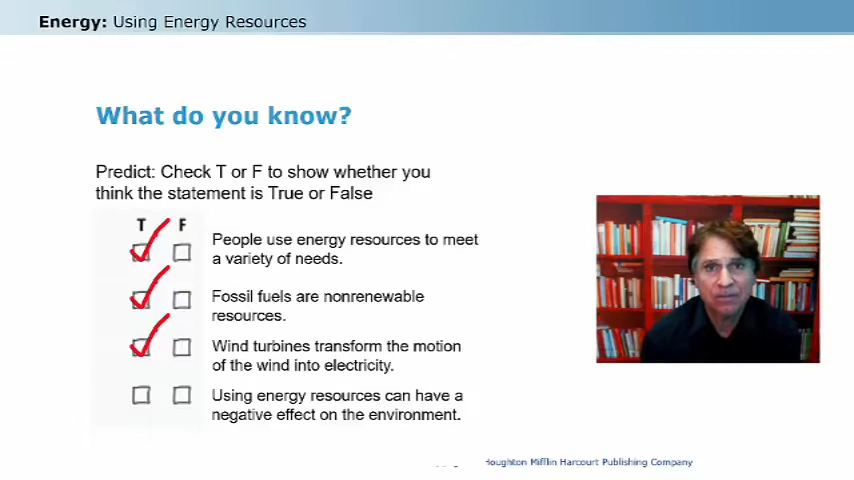 Energy: Using Energy Resources
What do you know?
Predict: Check T or F to show whether you
think the statement is True or False
T F
People use energy resources to meet
a variety of needs.
Fossil fuels are nonrenewable
resources.
Wind turbines transform the motion
of the wind into electricity.
Using energy resources can have a
negative effect on the environment.
Houghton Mifflin Harcourt Publishing Company